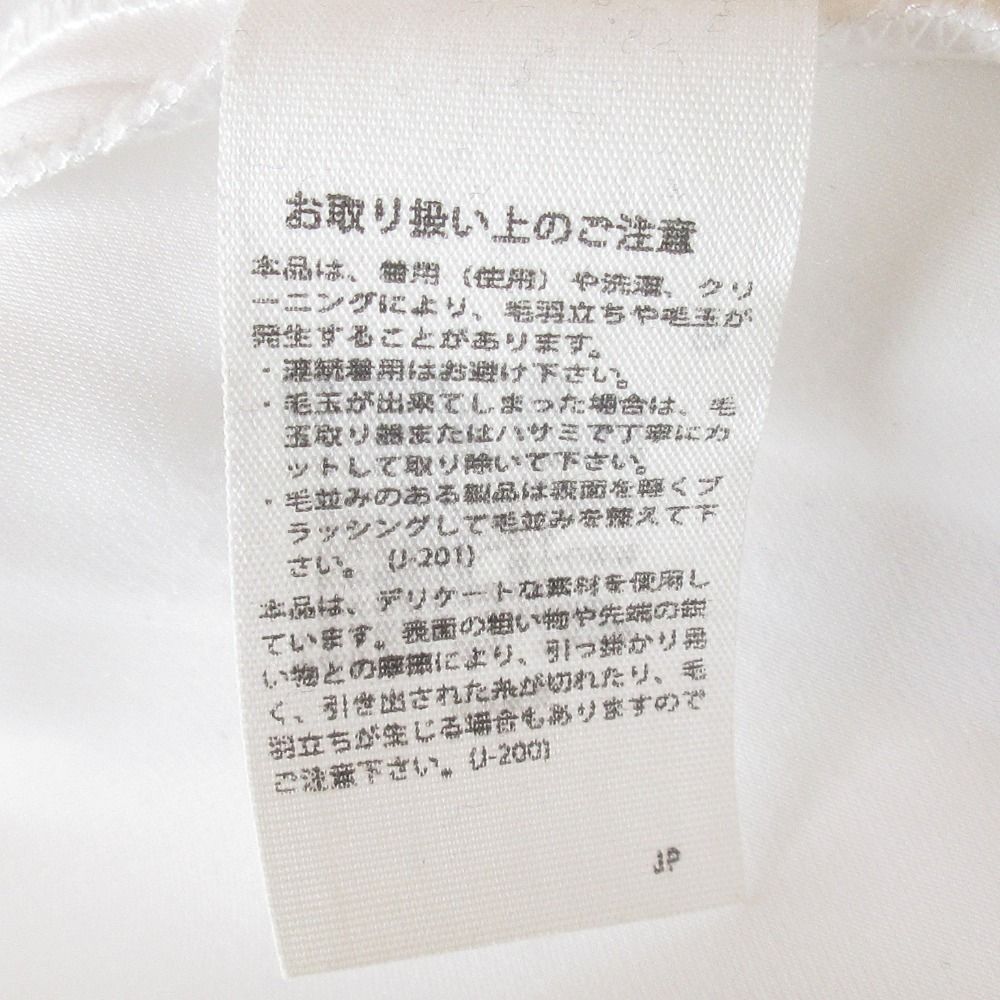 お取り扱い上のご注意
本品は、着用（使用）や洗濯、クリ
ーニングにより、毛羽立ちや毛玉が
発生することがあります。
・連続着用はお避け下さい。
・毛玉が出来てしまった場合は、毛
玉取り器またはハサミで丁寧にカ
ットして取り除いて下さい。
・毛並みのある製品は表面を軽くブ
ラッシングして毛並みを整えて下
さい。 (J-201)
本品は、デリケートな素材を使用し
ています。表面の粗い物や先端の鋭
い物との摩擦により、引っ掛かり易
く、引き出された糸が切れたり、毛
羽立ちが生じる場合もありますので
ご注意下さい。(J-200)
JP